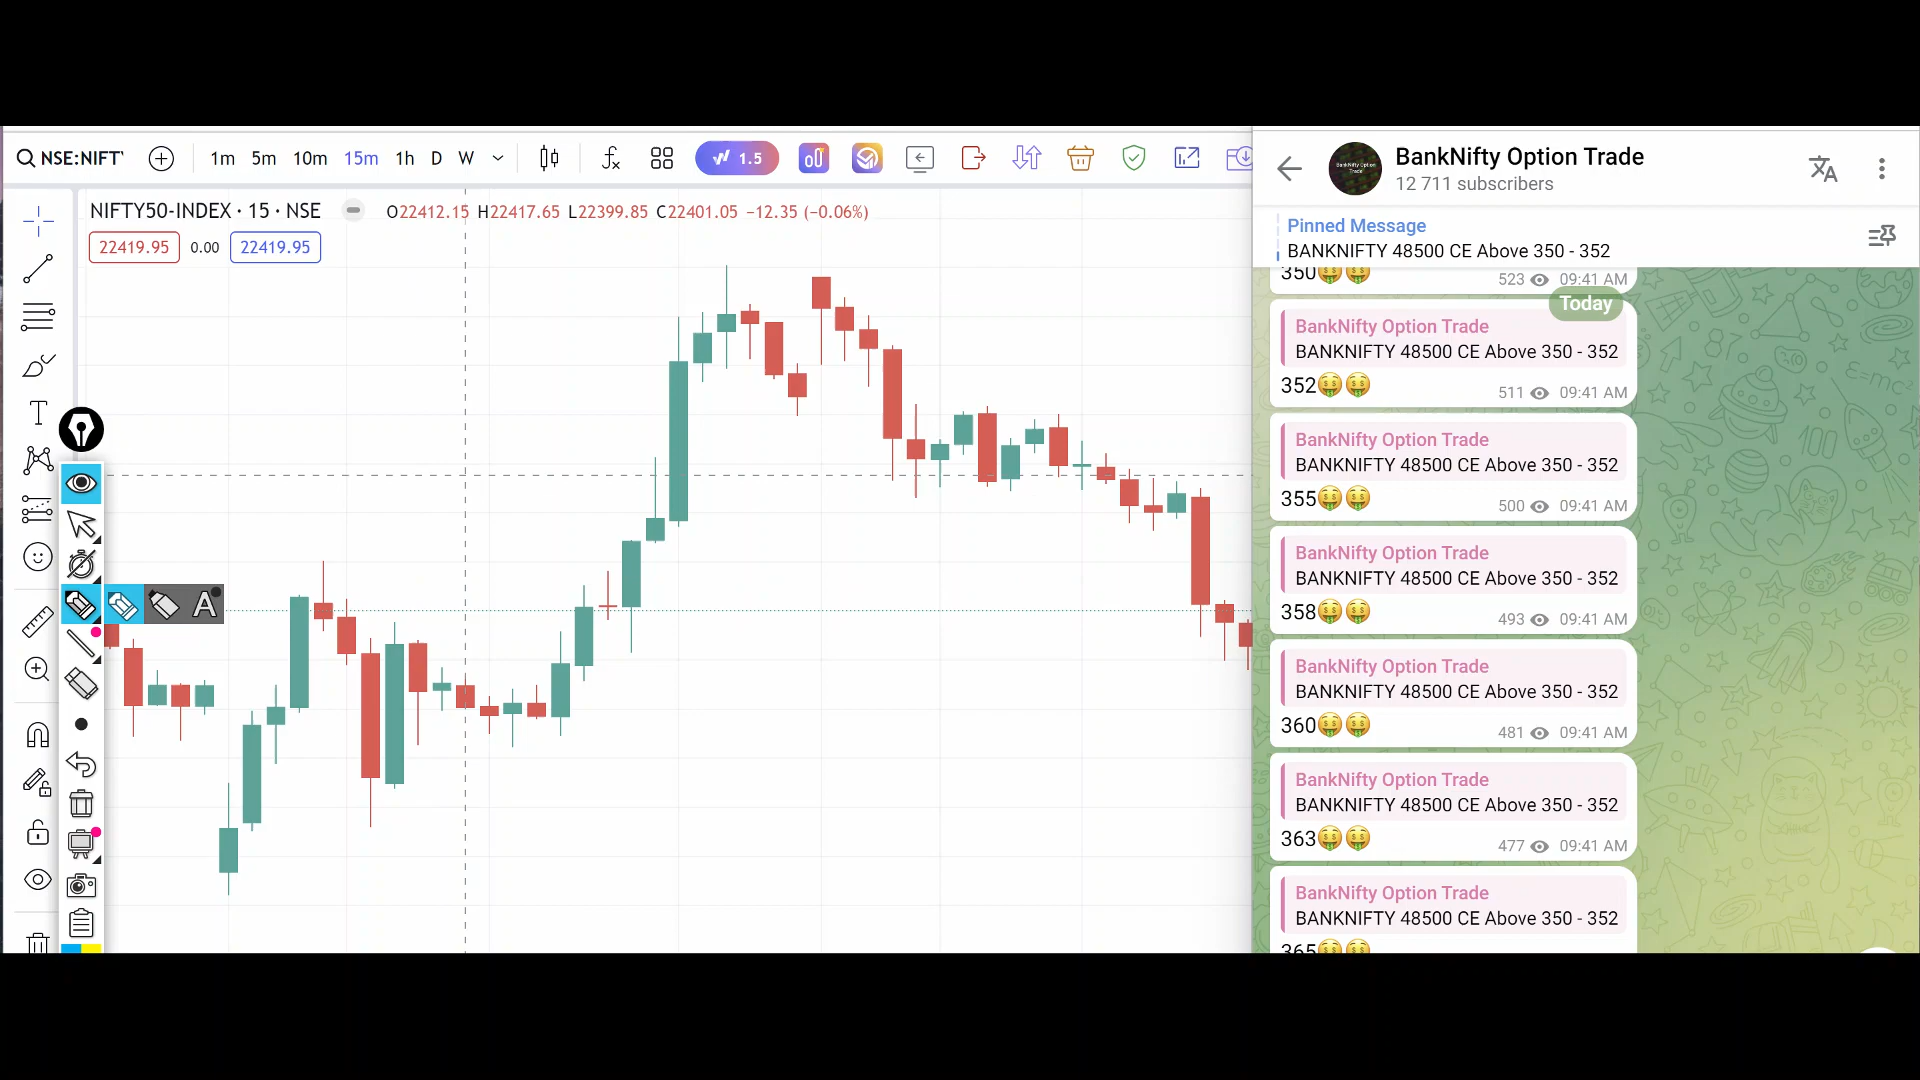 NSE:NIFTY
1m 5m 10m 15m 1h D W
1.5
NIFTY50-INDEX · 15 · NSE
O22412.15 H22417.65 L22399.85 C22401.05 −12.35 (−0.06%)
22419.95 0.00 22419.95
T
A
BankNifty Option Trade
12 711 subscribers
Pinned Message
BANKNIFTY 48500 CE Above 350 - 352
350🤑🤑
523 09:41 AM
Today
BankNifty Option Trade
BANKNIFTY 48500 CE Above 350 - 352
352🤑🤑
511 09:41 AM
BankNifty Option Trade
BANKNIFTY 48500 CE Above 350 - 352
355🤑🤑
500 09:41 AM
BankNifty Option Trade
BANKNIFTY 48500 CE Above 350 - 352
358🤑🤑
493 09:41 AM
BankNifty Option Trade
BANKNIFTY 48500 CE Above 350 - 352
360🤑🤑
481 09:41 AM
BankNifty Option Trade
BANKNIFTY 48500 CE Above 350 - 352
363🤑🤑
477 09:41 AM
BankNifty Option Trade
BANKNIFTY 48500 CE Above 350 - 352
365🤑🤑